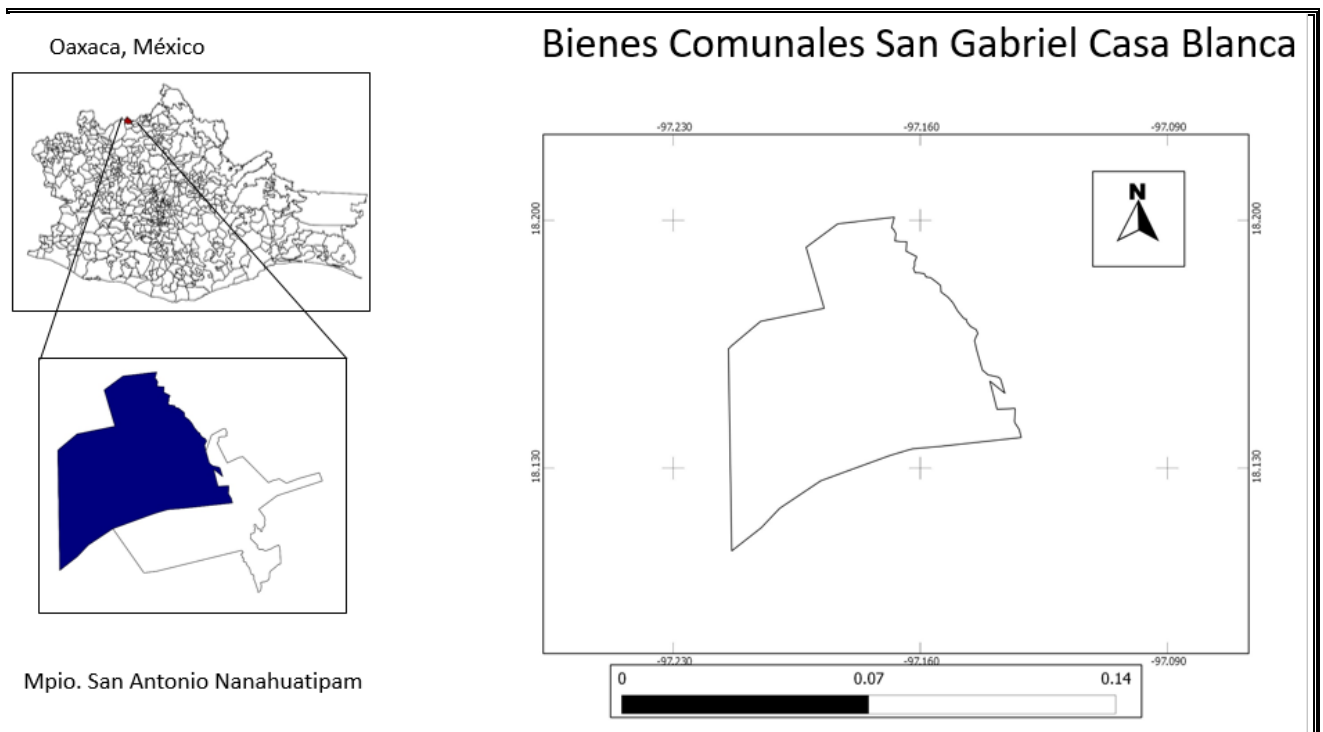 Oaxaca, México
Bienes Comunales San Gabriel Casa Blanca
-97.230 -97.160 -97.090
N
18.200 18.200
18.130 18.130
-97.230 -97.160 -97.090
0 0.07 0.14
Mpio. San Antonio Nanahuatipam